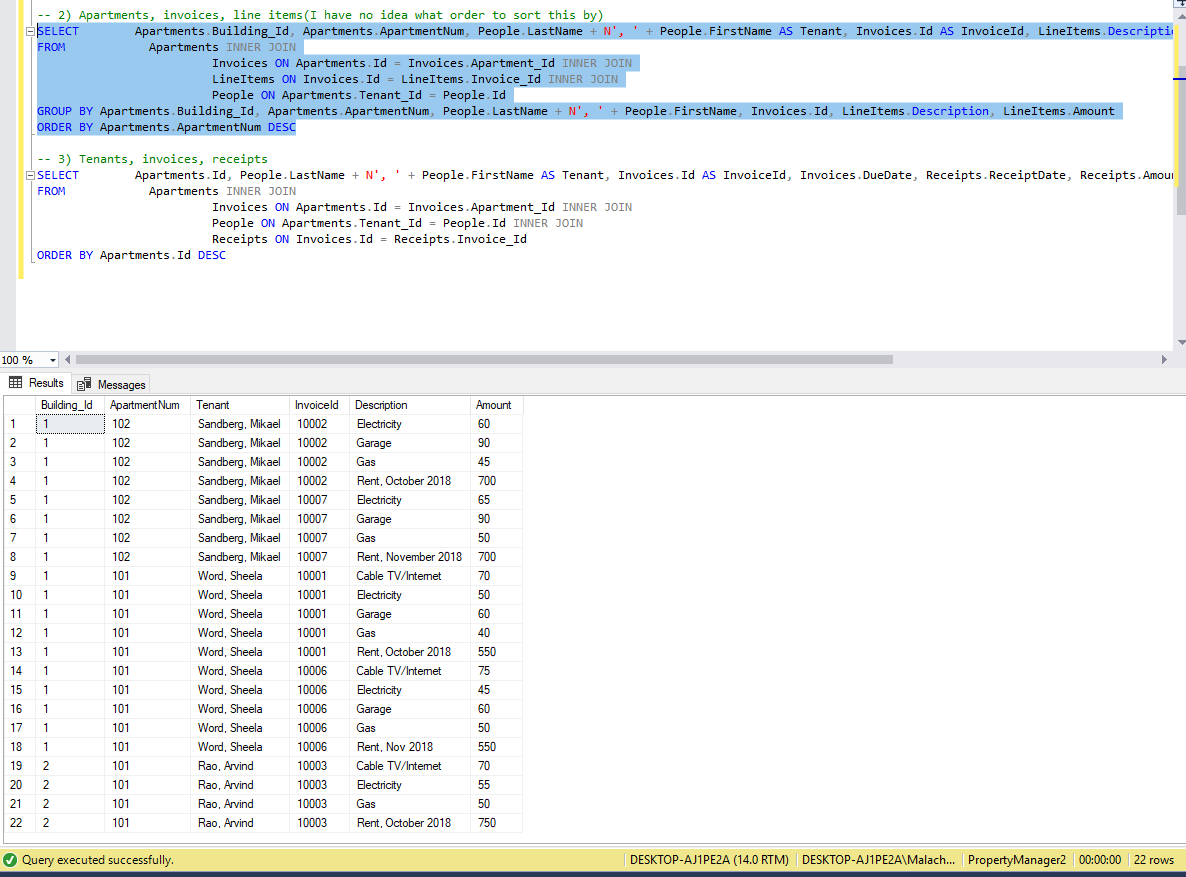 -- 2) Apartments, invoices, line items(I have no idea what order to sort this by)
SELECT Apartments.Building_Id, Apartments.ApartmentNum, People.LastName + N', ' + People.FirstName AS Tenant, Invoices.Id AS InvoiceId, LineItems.Descriptio
FROM Apartments INNER JOIN
Invoices ON Apartments.Id = Invoices.Apartment_Id INNER JOIN
LineItems ON Invoices.Id = LineItems.Invoice_Id INNER JOIN
People ON Apartments.Tenant_Id = People.Id
GROUP BY Apartments.Building_Id, Apartments.ApartmentNum, People.LastName + N', ' + People.FirstName, Invoices.Id, LineItems.Description, LineItems.Amount
ORDER BY Apartments.ApartmentNum DESC
-- 3) Tenants, invoices, receipts
SELECT Apartments.Id, People.LastName + N', ' + People.FirstName AS Tenant, Invoices.Id AS InvoiceId, Invoices.DueDate, Receipts.ReceiptDate, Receipts.Amou
FROM Apartments INNER JOIN
Invoices ON Apartments.Id = Invoices.Apartment_Id INNER JOIN
People ON Apartments.Tenant_Id = People.Id INNER JOIN
Receipts ON Invoices.Id = Receipts.Invoice_Id
ORDER BY Apartments.Id DESC
100 %
Results Messages
Building_Id ApartmentNum Tenant InvoiceId Description Amount
1 1 102 Sandberg, Mikael 10002 Electricity 60
2 1 102 Sandberg, Mikael 10002 Garage 90
3 1 102 Sandberg, Mikael 10002 Gas 45
4 1 102 Sandberg, Mikael 10002 Rent, October 2018 700
5 1 102 Sandberg, Mikael 10007 Electricity 65
6 1 102 Sandberg, Mikael 10007 Garage 90
7 1 102 Sandberg, Mikael 10007 Gas 50
8 1 102 Sandberg, Mikael 10007 Rent, November 2018 700
9 1 101 Word, Sheela 10001 Cable TV/Internet 70
10 1 101 Word, Sheela 10001 Electricity 50
11 1 101 Word, Sheela 10001 Garage 60
12 1 101 Word, Sheela 10001 Gas 40
13 1 101 Word, Sheela 10001 Rent, October 2018 550
14 1 101 Word, Sheela 10006 Cable TV/Internet 75
15 1 101 Word, Sheela 10006 Electricity 45
16 1 101 Word, Sheela 10006 Garage 60
17 1 101 Word, Sheela 10006 Gas 50
18 1 101 Word, Sheela 10006 Rent, Nov 2018 550
19 2 101 Rao, Arvind 10003 Cable TV/Internet 70
20 2 101 Rao, Arvind 10003 Electricity 55
21 2 101 Rao, Arvind 10003 Gas 50
22 2 101 Rao, Arvind 10003 Rent, October 2018 750
Query executed successfully. DESKTOP-AJ1PE2A (14.0 RTM) DESKTOP-AJ1PE2A\Malach... PropertyManager2 00:00:00 22 rows